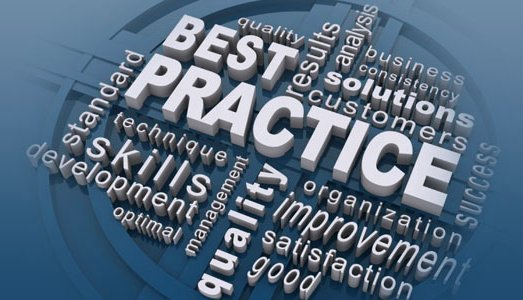 quality
BEST
results
analysis
business
consistency
solutions
customers
standard
PRACTICE
technique
skills
development
optimal
management
quality
organization
improvement
satisfaction
good
success